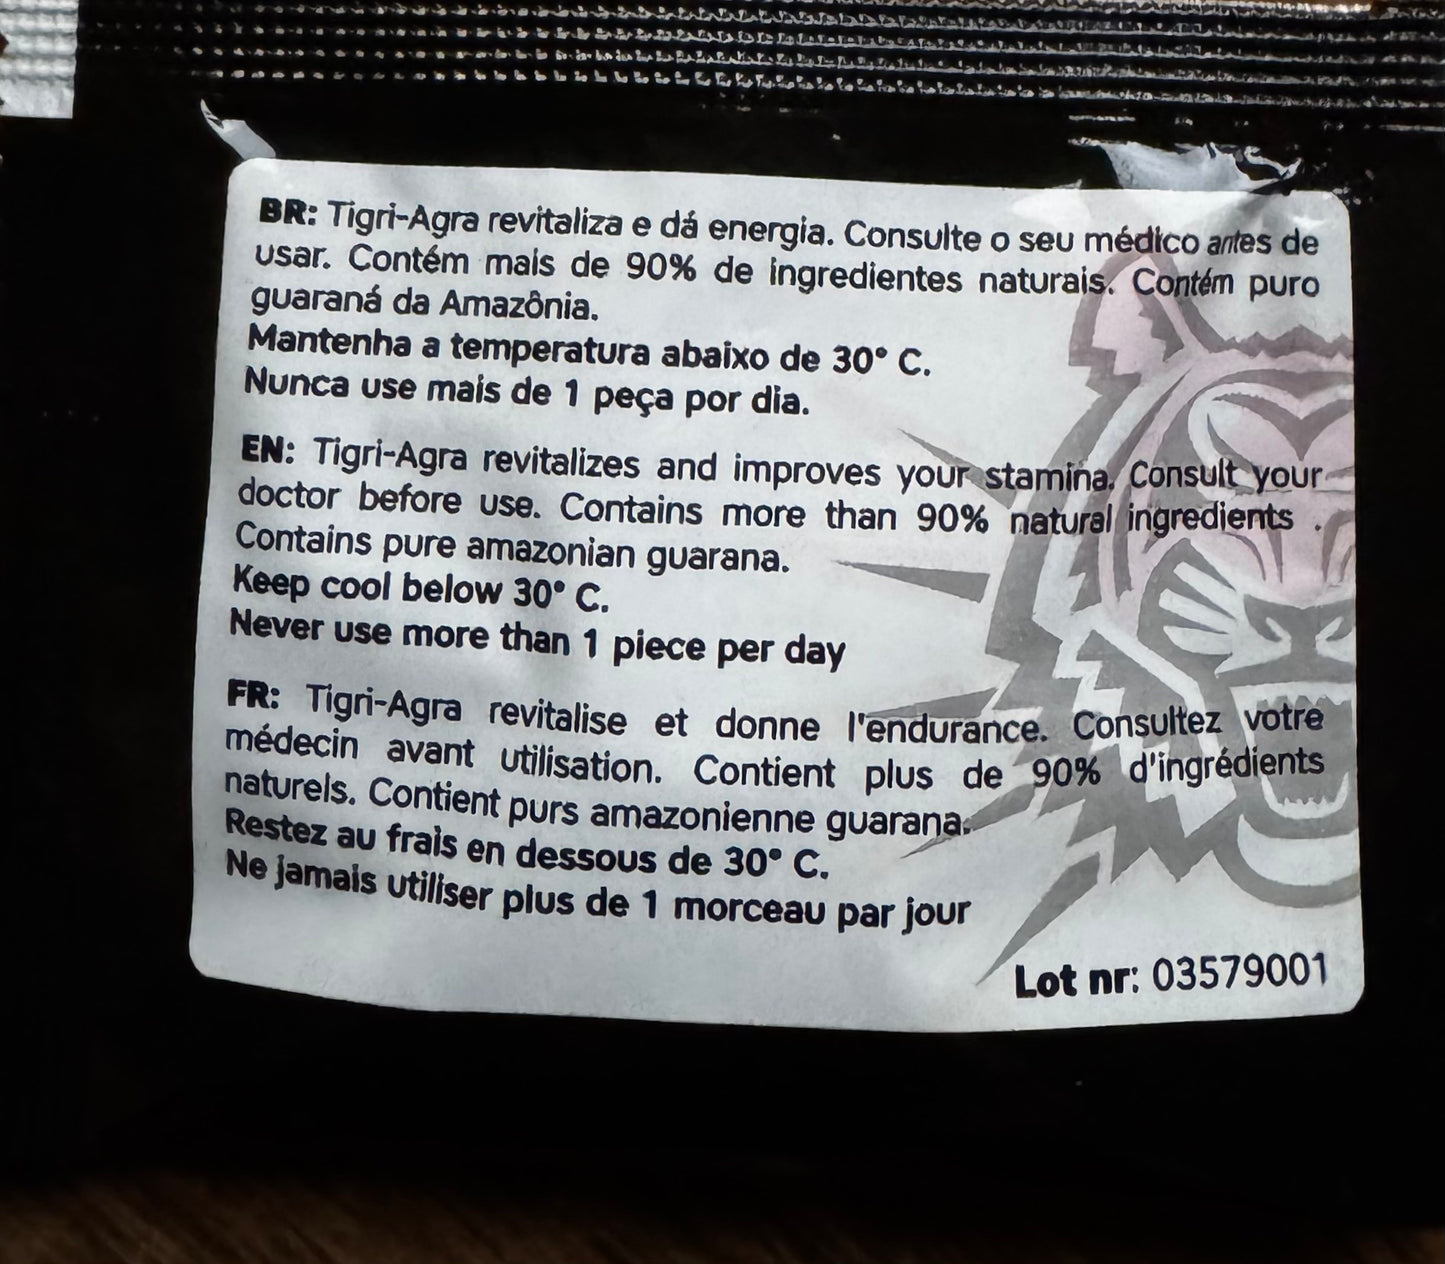 BR: Tigri-Agra revitaliza e dá energia. Consulte o seu médico antes de
usar. Contém mais de 90% de ingredientes naturais. Contém puro
guaraná da Amazônia.
Mantenha a temperatura abaixo de 30° C.
Nunca use mais de 1 peça por dia.
EN: Tigri-Agra revitalizes and improves your stamina. Consult your
doctor before use. Contains more than 90% natural ingredients .
Contains pure amazonian guarana.
Keep cool below 30° C.
Never use more than 1 piece per day
FR: Tigri-Agra revitalise et donne l'endurance. Consultez votre
médecin avant utilisation. Contient plus de 90% d'ingrédients
naturels. Contient purs amazonienne guarana.
Restez au frais en dessous de 30° C.
Ne jamais utiliser plus de 1 morceau par jour
Lot nr: 03579001